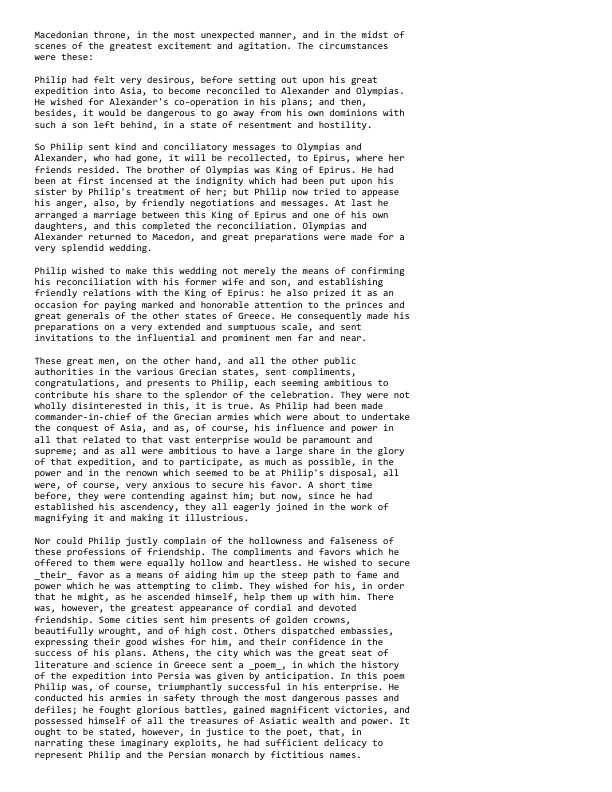 Macedonian throne, in the most unexpected manner, and in the midst of
scenes of the greatest excitement and agitation. The circumstances
were these:

Philip had felt very desirous, before setting out upon his great
expedition into Asia, to become reconciled to Alexander and Olympias.
He wished for Alexander's co-operation in his plans; and then,
besides, it would be dangerous to go away from his own dominions with
such a son left behind, in a state of resentment and hostility.

So Philip sent kind and conciliatory messages to Olympias and
Alexander, who had gone, it will be recollected, to Epirus, where her
friends resided. The brother of Olympias was King of Epirus. He had
been at first incensed at the indignity which had been put upon his
sister by Philip's treatment of her; but Philip now tried to appease
his anger, also, by friendly negotiations and messages. At last he
arranged a marriage between this King of Epirus and one of his own
daughters, and this completed the reconciliation. Olympias and
Alexander returned to Macedon, and great preparations were made for a
very splendid wedding.

Philip wished to make this wedding not merely the means of confirming
his reconciliation with his former wife and son, and establishing
friendly relations with the King of Epirus: he also prized it as an
occasion for paying marked and honorable attention to the princes and
great generals of the other states of Greece. He consequently made his
preparations on a very extended and sumptuous scale, and sent
invitations to the influential and prominent men far and near.

These great men, on the other hand, and all the other public
authorities in the various Grecian states, sent compliments,
congratulations, and presents to Philip, each seeming ambitious to
contribute his share to the splendor of the celebration. They were not
wholly disinterested in this, it is true. As Philip had been made
commander-in-chief of the Grecian armies which were about to undertake
the conquest of Asia, and as, of course, his influence and power in
all that related to that vast enterprise would be paramount and
supreme; and as all were ambitious to have a large share in the glory
of that expedition, and to participate, as much as possible, in the
power and in the renown which seemed to be at Philip's disposal, all
were, of course, very anxious to secure his favor. A short time
before, they were contending against him; but now, since he had
established his ascendency, they all eagerly joined in the work of
magnifying it and making it illustrious.

Nor could Philip justly complain of the hollowness and falseness of
these professions of friendship. The compliments and favors which he
offered to them were equally hollow and heartless. He wished to secure
_their_ favor as a means of aiding him up the steep path to fame and
power which he was attempting to climb. They wished for his, in order
that he might, as he ascended himself, help them up with him. There
was, however, the greatest appearance of cordial and devoted
friendship. Some cities sent him presents of golden crowns,
beautifully wrought, and of high cost. Others dispatched embassies,
expressing their good wishes for him, and their confidence in the
success of his plans. Athens, the city which was the great seat of
literature and science in Greece sent a _poem_, in which the history
of the expedition into Persia was given by anticipation. In this poem
Philip was, of course, triumphantly successful in his enterprise. He
conducted his armies in safety through the most dangerous passes and
defiles; he fought glorious battles, gained magnificent victories, and
possessed himself of all the treasures of Asiatic wealth and power. It
ought to be stated, however, in justice to the poet, that, in
narrating these imaginary exploits, he had sufficient delicacy to
represent Philip and the Persian monarch by fictitious names.